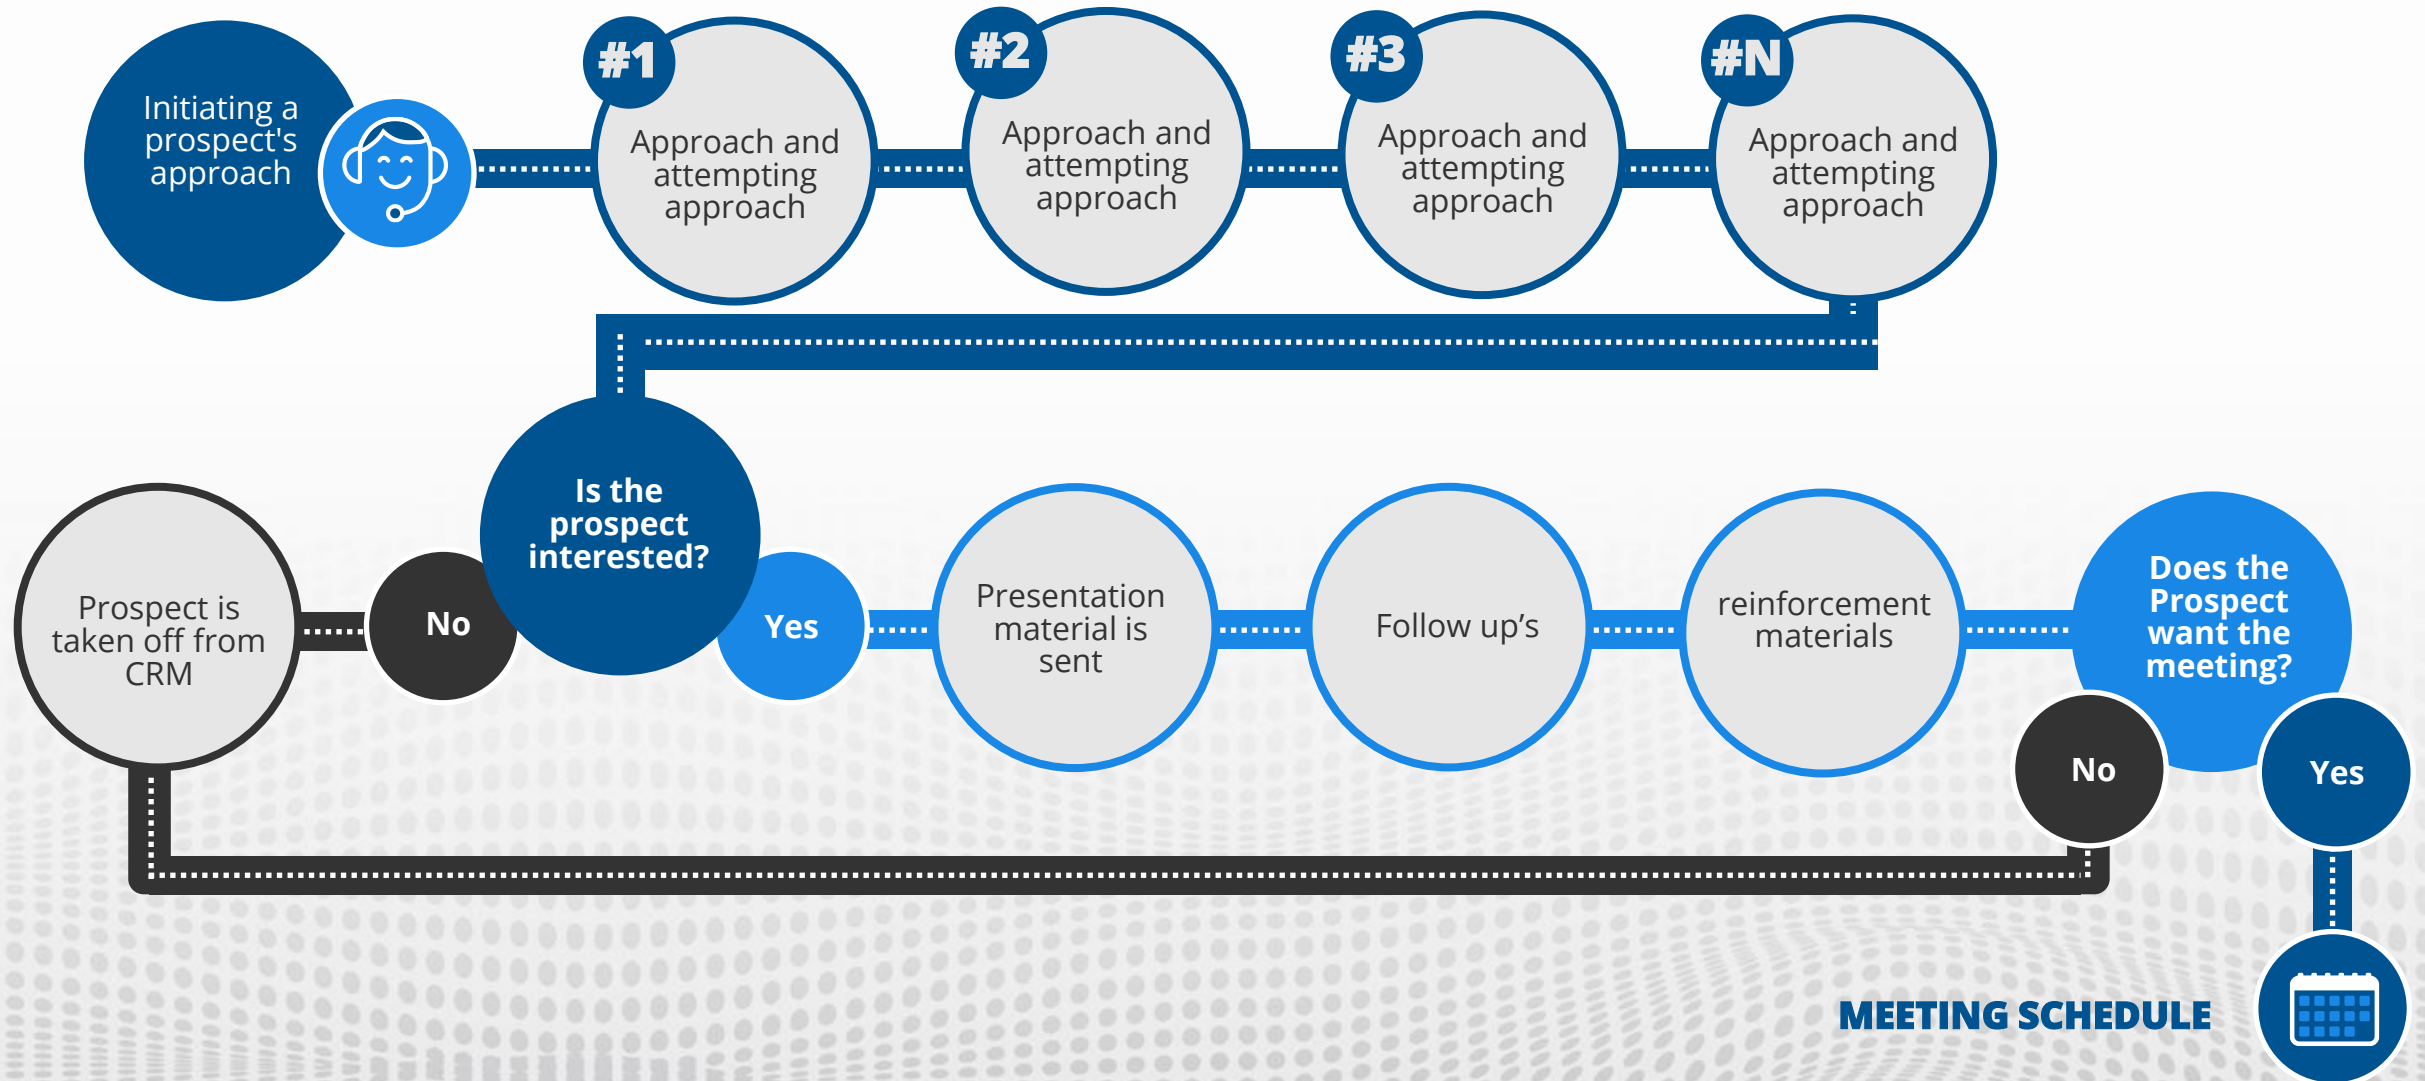 Initiating a
prospect's
approach
#1
Approach and
attempting
approach
#2
Approach and
attempting
approach
#3
Approach and
attempting
approach
#N
Approach and
attempting
approach
Is the
prospect
interested?
Prospect is
taken off from
CRM
No
Yes
Presentation
material is
sent
Follow up’s
reinforcement
materials
Does the
Prospect
want the
meeting?
No
Yes
MEETING SCHEDULE